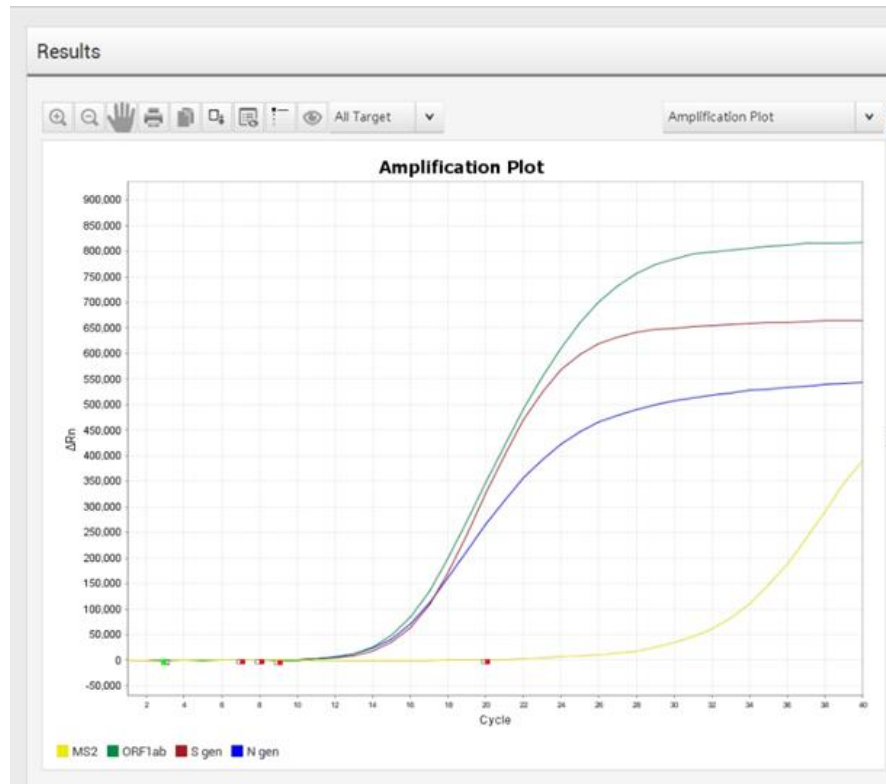 Results
All Target
Amplification Plot
Amplification Plot
900,000
850,000
800,000
750,000
700,000
650,000
600,000
550,000
500,000
450,000
400,000
350,000
300,000
250,000
200,000
150,000
100,000
50,000
0
-50,000
ΔRn
2 4 6 8 10 12 14 16 18 20 22 24 26 28 30 32 34 36 38 40
Cycle
MS2 ORF1ab S gen N gen